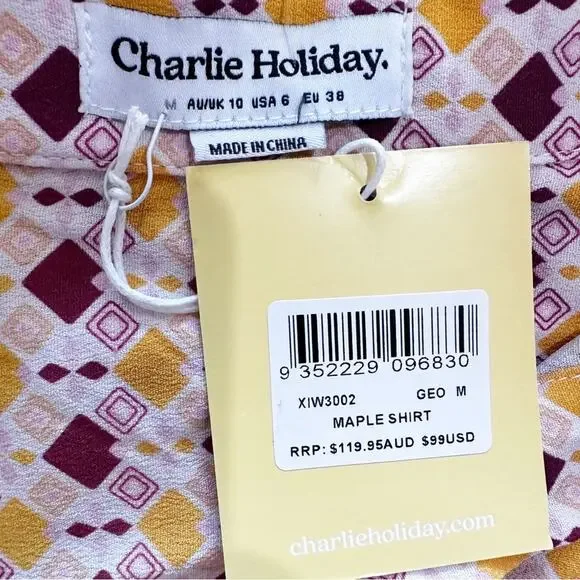 Charlie Holiday.
M AU/UK 10 USA 6 EU 38
MADE IN CHINA
9 352229 096830
XIW3002 GEO M
MAPLE SHIRT
RRP: $119.95AUD $99USD
charlieholiday.com